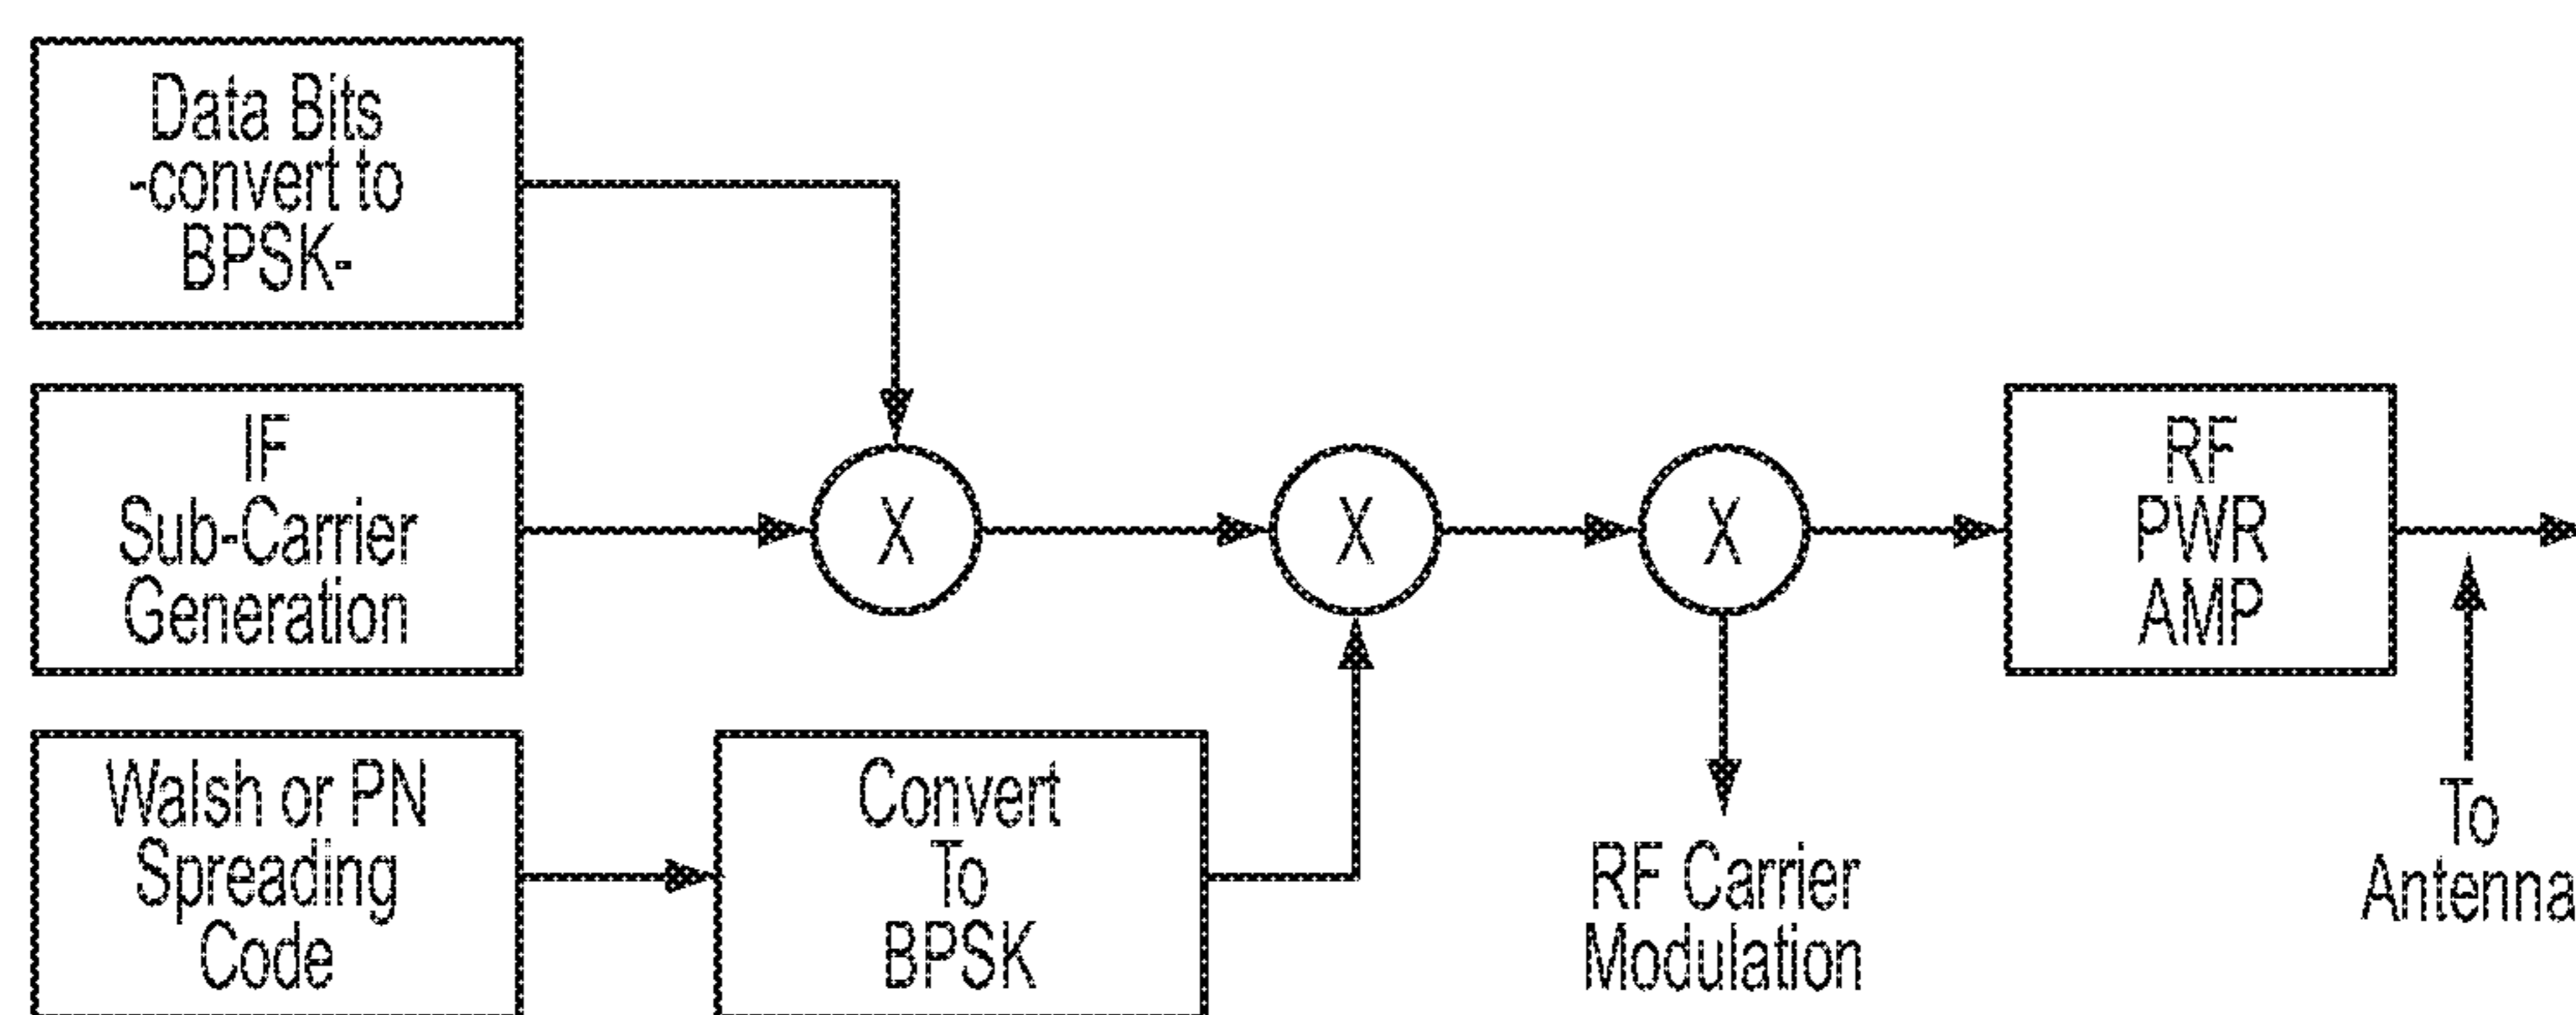 Data Bits
-convert to
BPSK-
IF
Sub-Carrier
Generation
X
X
X
RF
PWR
AMP
Walsh or PN
Spreading
Code
Convert
To
BPSK
RF Carrier
Modulation
To
Antenna